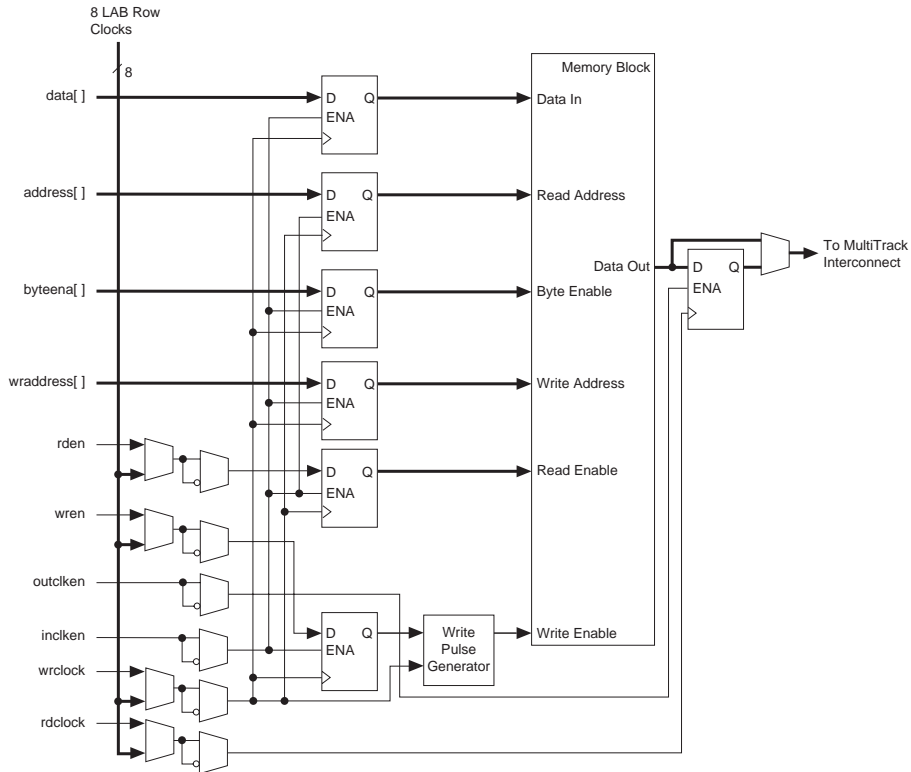 8 LAB Row
Clocks
8
Memory Block
data[ ]
D Q
ENA
Data In
address[ ]
D Q
ENA
Read Address
To MultiTrack
Interconnect
Data Out
D Q
ENA
byteena[ ]
D Q
ENA
Byte Enable
wraddress[ ]
D Q
ENA
Write Address
rden
D Q
ENA
Read Enable
wren
outclken
D Q
ENA
Write
Pulse
Generator
Write Enable
inclken
wrclock
rdclock